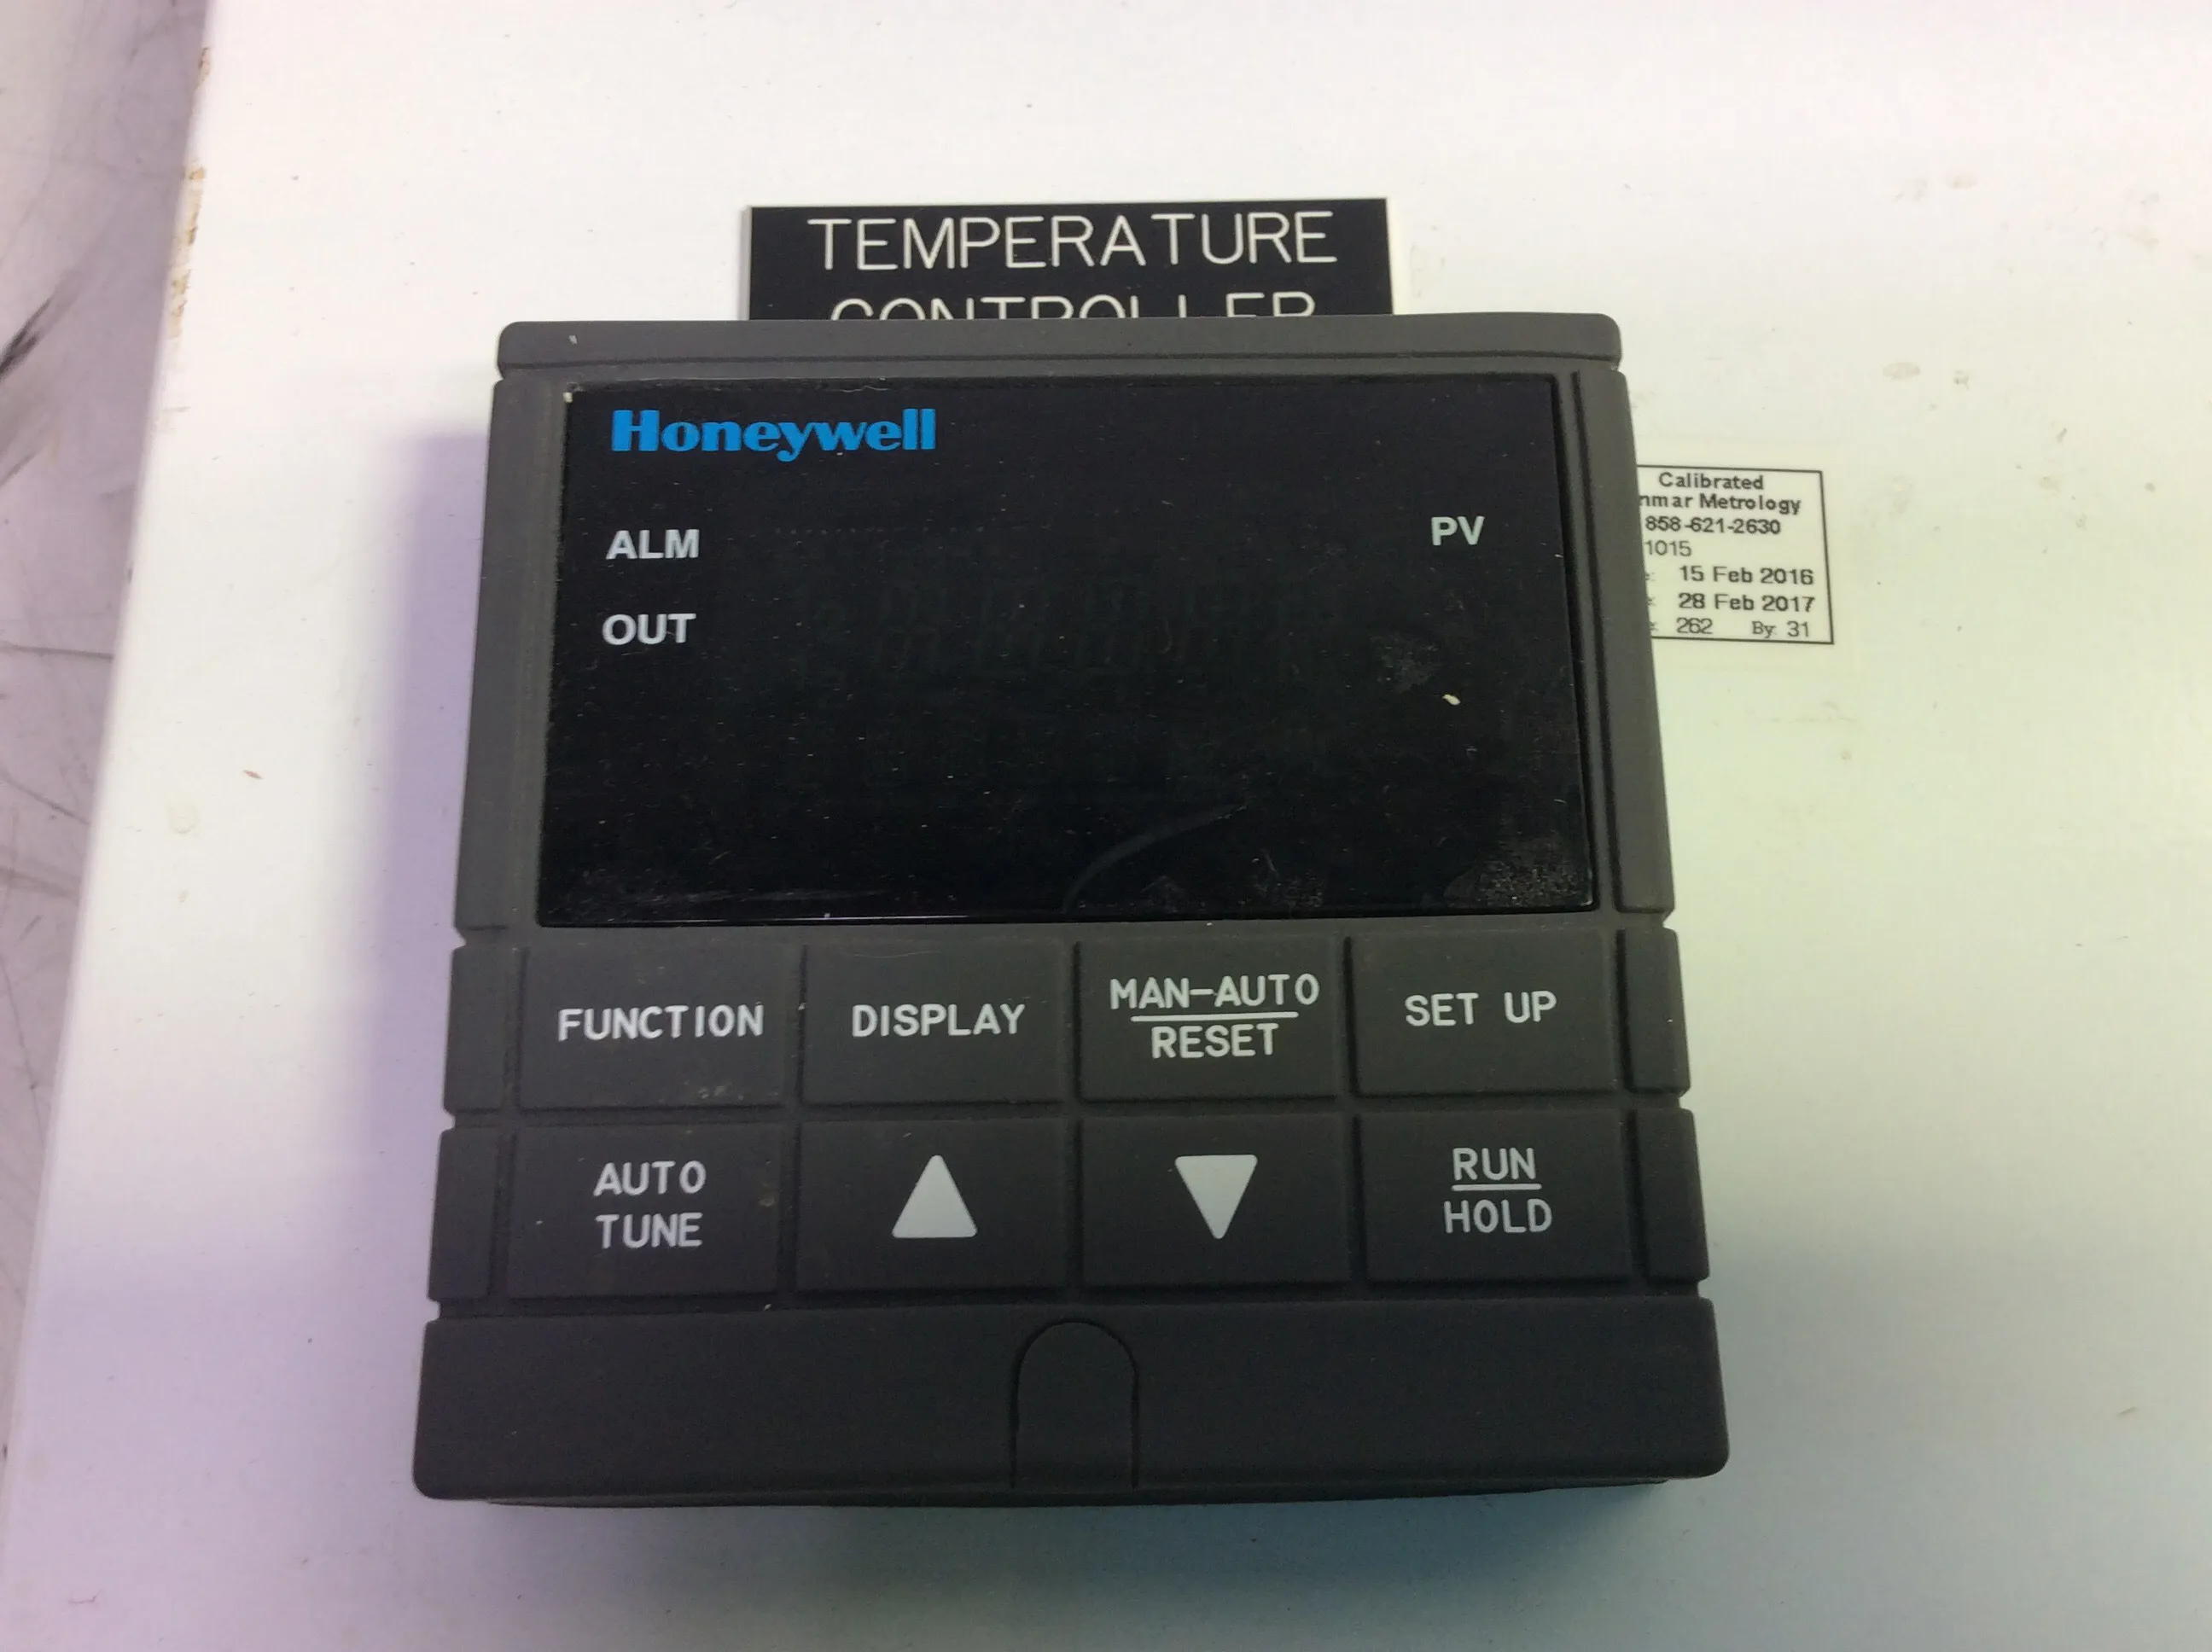 TEMPERATURE
CONTROLLER
Honeywell
ALM
PV
OUT
Calibrated
Metrology
858-621-2630
1015
15 Feb 2016
28 Feb 2017
262 By: 31
FUNCTION
DISPLAY
MAN-AUTO
RESET
SET UP
AUTO
TUNE
RUN
HOLD